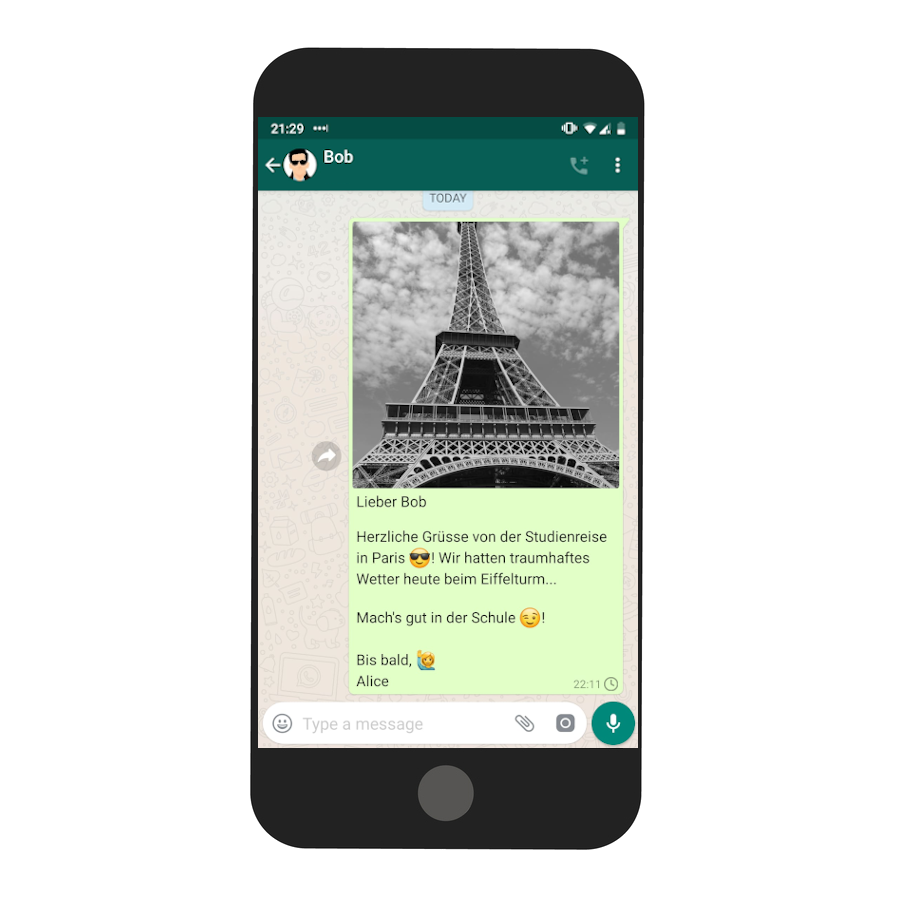 21:29
Bob
TODAY
Lieber Bob
Herzliche Grüsse von der Studienreise
in Paris 😎! Wir hatten traumhaftes
Wetter heute beim Eiffelturm...
Mach's gut in der Schule 😉!
Bis bald, 🙋
Alice
22:11
Type a message